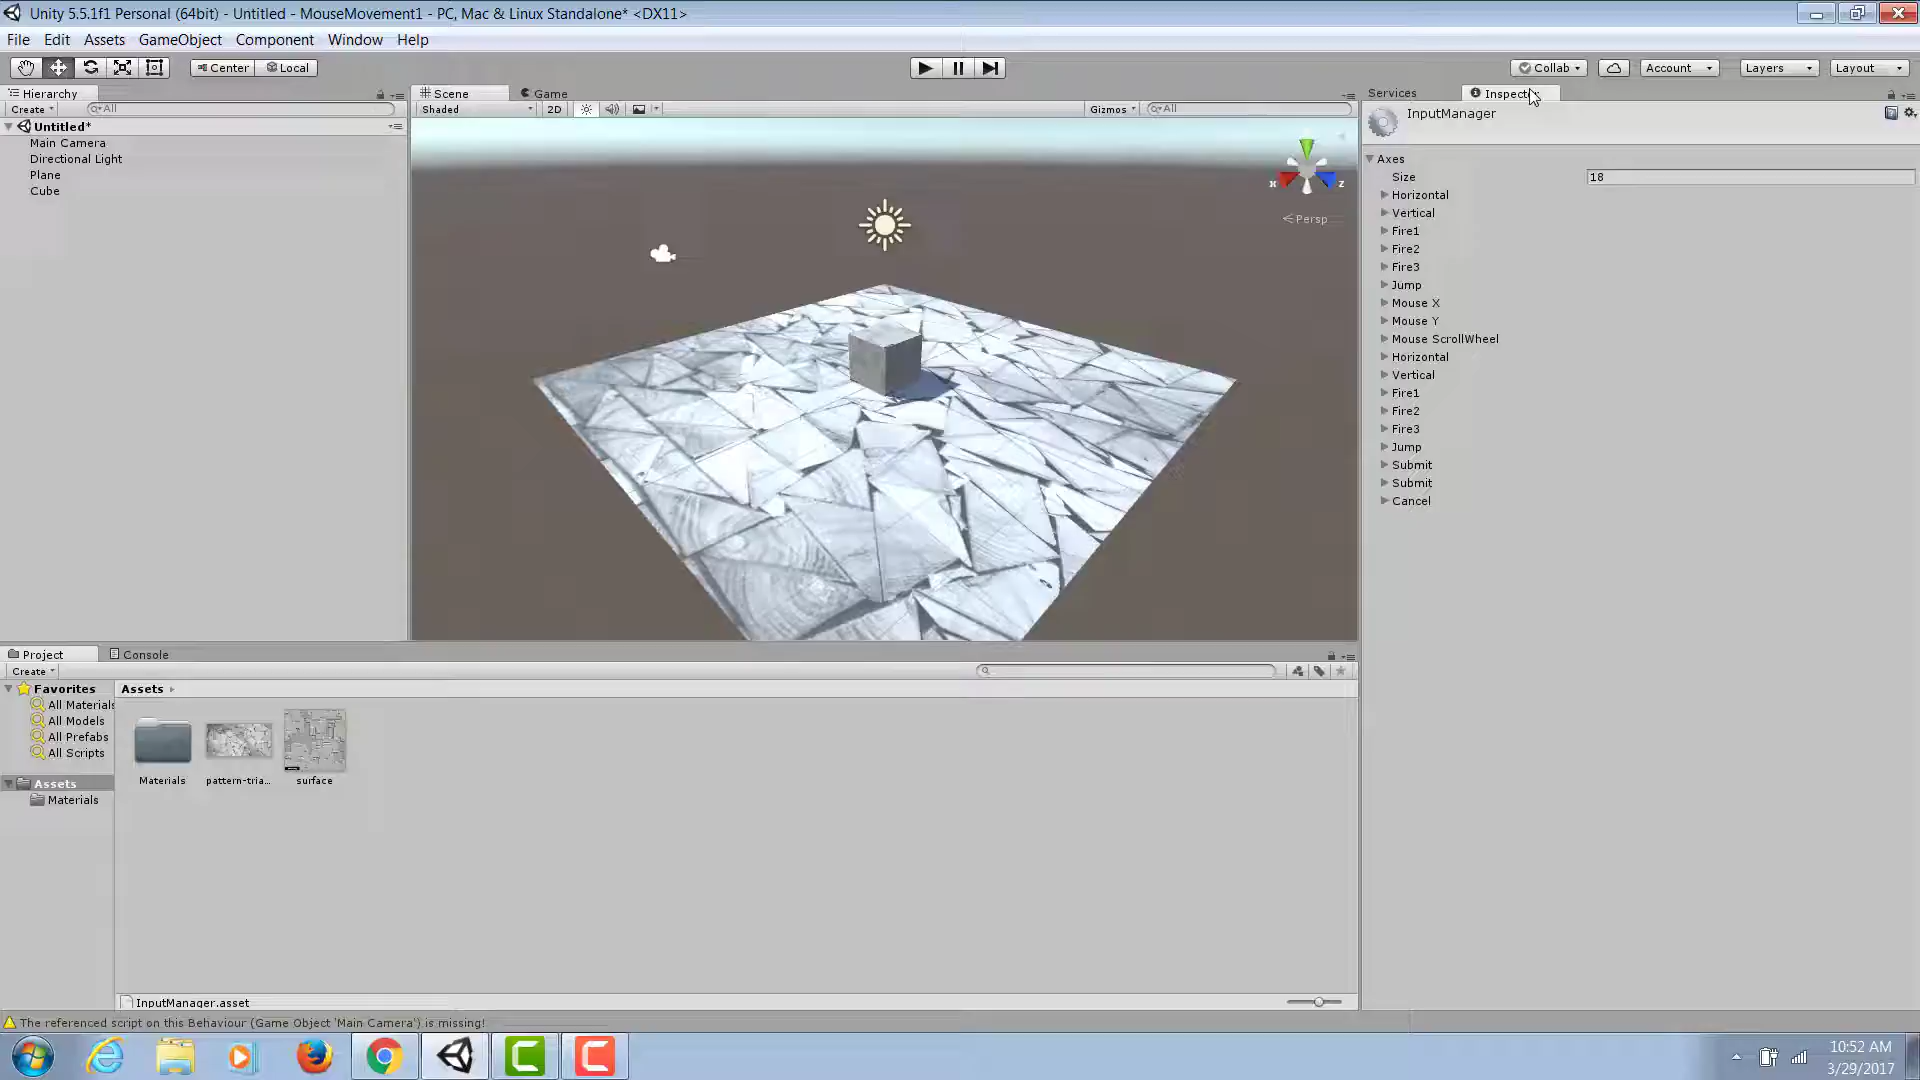 Unity 5.5.1f1 Personal (64bit) - Untitled - MouseMovement1 - PC, Mac & Linux Standalone* <DX11>
File Edit Assets GameObject Component Window Help
Center Local Collab Account Layers Layout
Hierarchy
Create All
Untitled*
Main Camera
Directional Light
Plane
Cube
Scene Game
Shaded 2D Gizmos All
X Z
Persp
Services Inspector
InputManager
Axes
Size 18
Horizontal
Vertical
Fire1
Fire2
Fire3
Jump
Mouse X
Mouse Y
Mouse ScrollWheel
Horizontal
Vertical
Fire1
Fire2
Fire3
Jump
Submit
Submit
Cancel
Project Console
Create
Favorites
All Materials
All Models
All Prefabs
All Scripts
Assets
Materials
Assets
Materials pattern-tria... surface
InputManager.asset
The referenced script on this Behaviour (Game Object 'Main Camera') is missing!
10:52 AM
3/29/2017